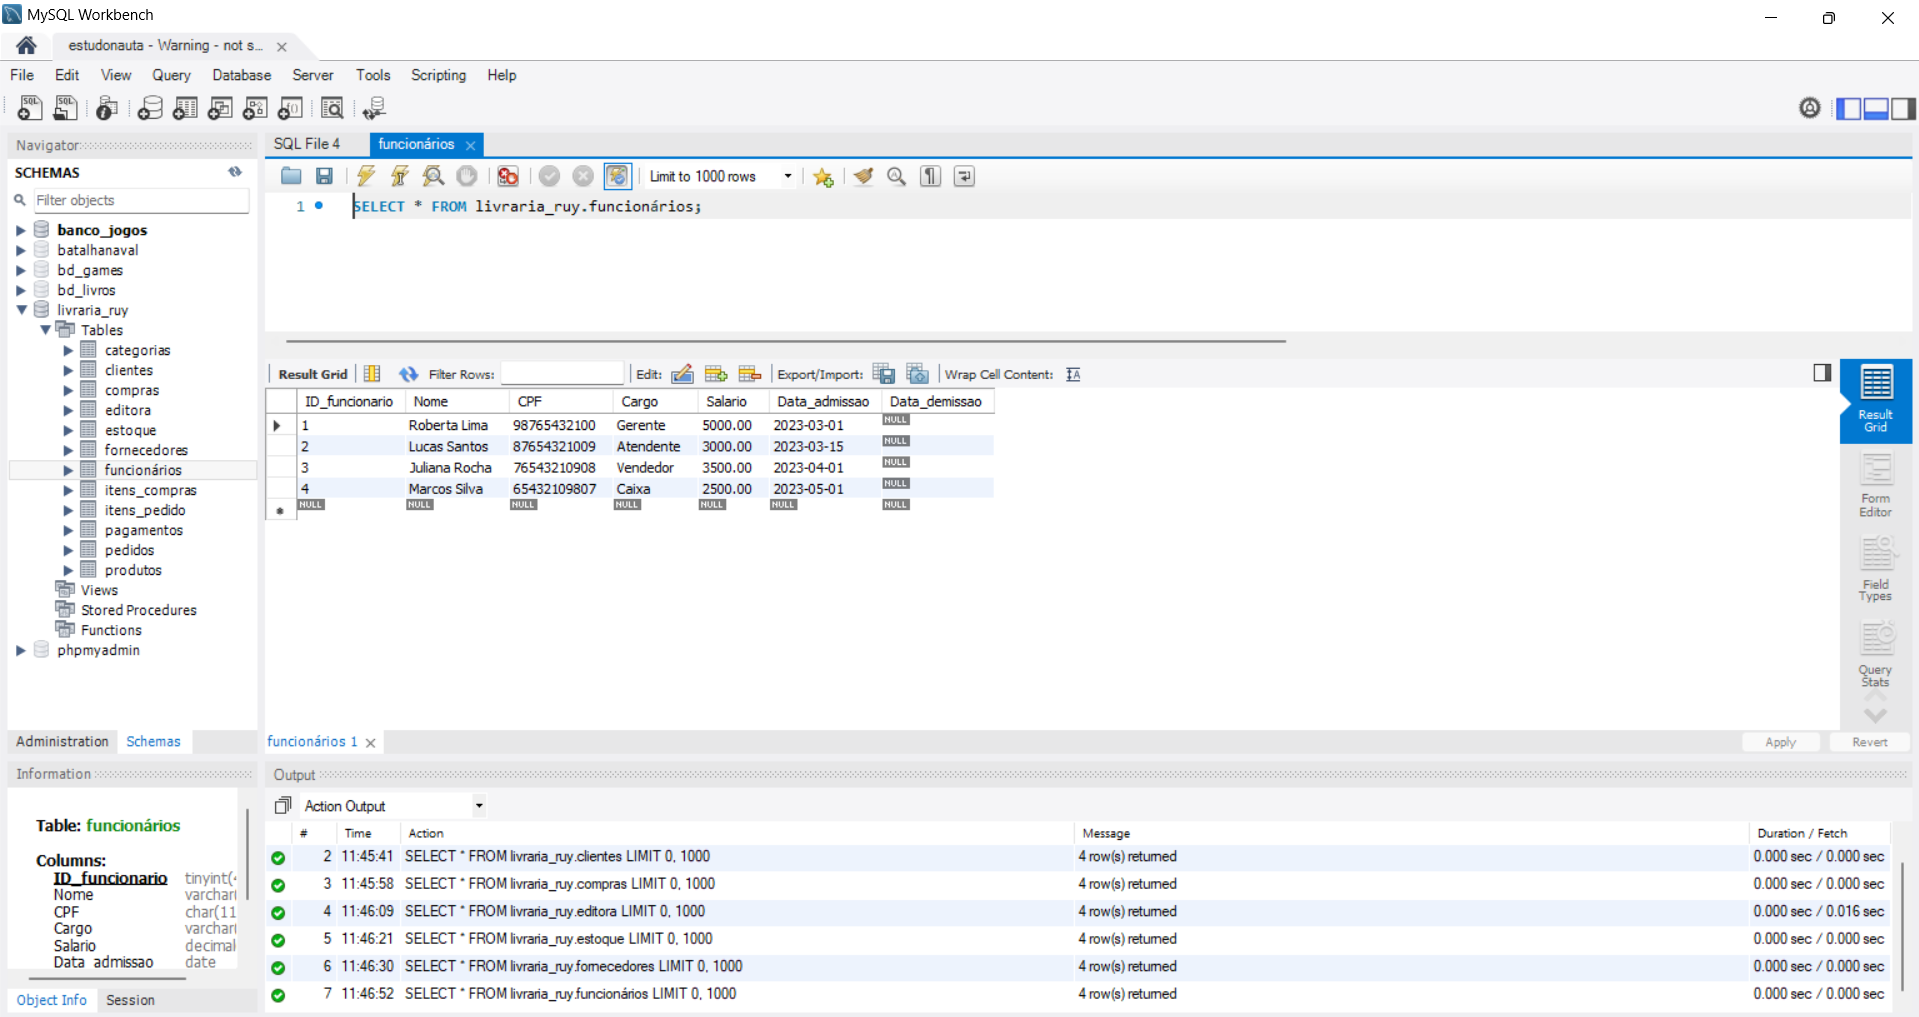 MySQL Workbench
estudonauta - Warning - not s...
File Edit View Query Database Server Tools Scripting Help
Navigator
SCHEMAS
Filter objects
banco_jogos
batalhanaval
bd_games
bd_livros
livraria_ruy
Tables
categorias
clientes
compras
editora
estoque
fornecedores
funcionários
itens_compras
itens_pedido
pagamentos
pedidos
produtos
Views
Stored Procedures
Functions
phpmyadmin
Administration Schemas
Information
Table: funcionários
Columns:
ID_funcionario tinyint(4
Nome varchar(
CPF char(11
Cargo varchar(
Salario decimal
Data_admissao date
Object Info Session
SQL File 4 funcionários
Limit to 1000 rows
1 SELECT * FROM livraria_ruy.funcionários;
Result Grid Filter Rows: Edit: Export/Import: Wrap Cell Content:
ID_funcionario Nome CPF Cargo Salario Data_admissao Data_demissao
1 Roberta Lima 98765432100 Gerente 5000.00 2023-03-01 NULL
2 Lucas Santos 87654321009 Atendente 3000.00 2023-03-15 NULL
3 Juliana Rocha 76543210908 Vendedor 3500.00 2023-04-01 NULL
4 Marcos Silva 65432109807 Caixa 2500.00 2023-05-01 NULL
NULL NULL NULL NULL NULL NULL NULL
Result
Grid
Form
Editor
Field
Types
Query
Stats
funcionários 1
Apply Revert
Output
Action Output
# Time Action Message Duration / Fetch
2 11:45:41 SELECT * FROM livraria_ruy.clientes LIMIT 0, 1000 4 row(s) returned 0.000 sec / 0.000 sec
3 11:45:58 SELECT * FROM livraria_ruy.compras LIMIT 0, 1000 4 row(s) returned 0.000 sec / 0.000 sec
4 11:46:09 SELECT * FROM livraria_ruy.editora LIMIT 0, 1000 4 row(s) returned 0.000 sec / 0.016 sec
5 11:46:21 SELECT * FROM livraria_ruy.estoque LIMIT 0, 1000 4 row(s) returned 0.000 sec / 0.000 sec
6 11:46:30 SELECT * FROM livraria_ruy.fornecedores LIMIT 0, 1000 4 row(s) returned 0.000 sec / 0.000 sec
7 11:46:52 SELECT * FROM livraria_ruy.funcionários LIMIT 0, 1000 4 row(s) returned 0.000 sec / 0.000 sec